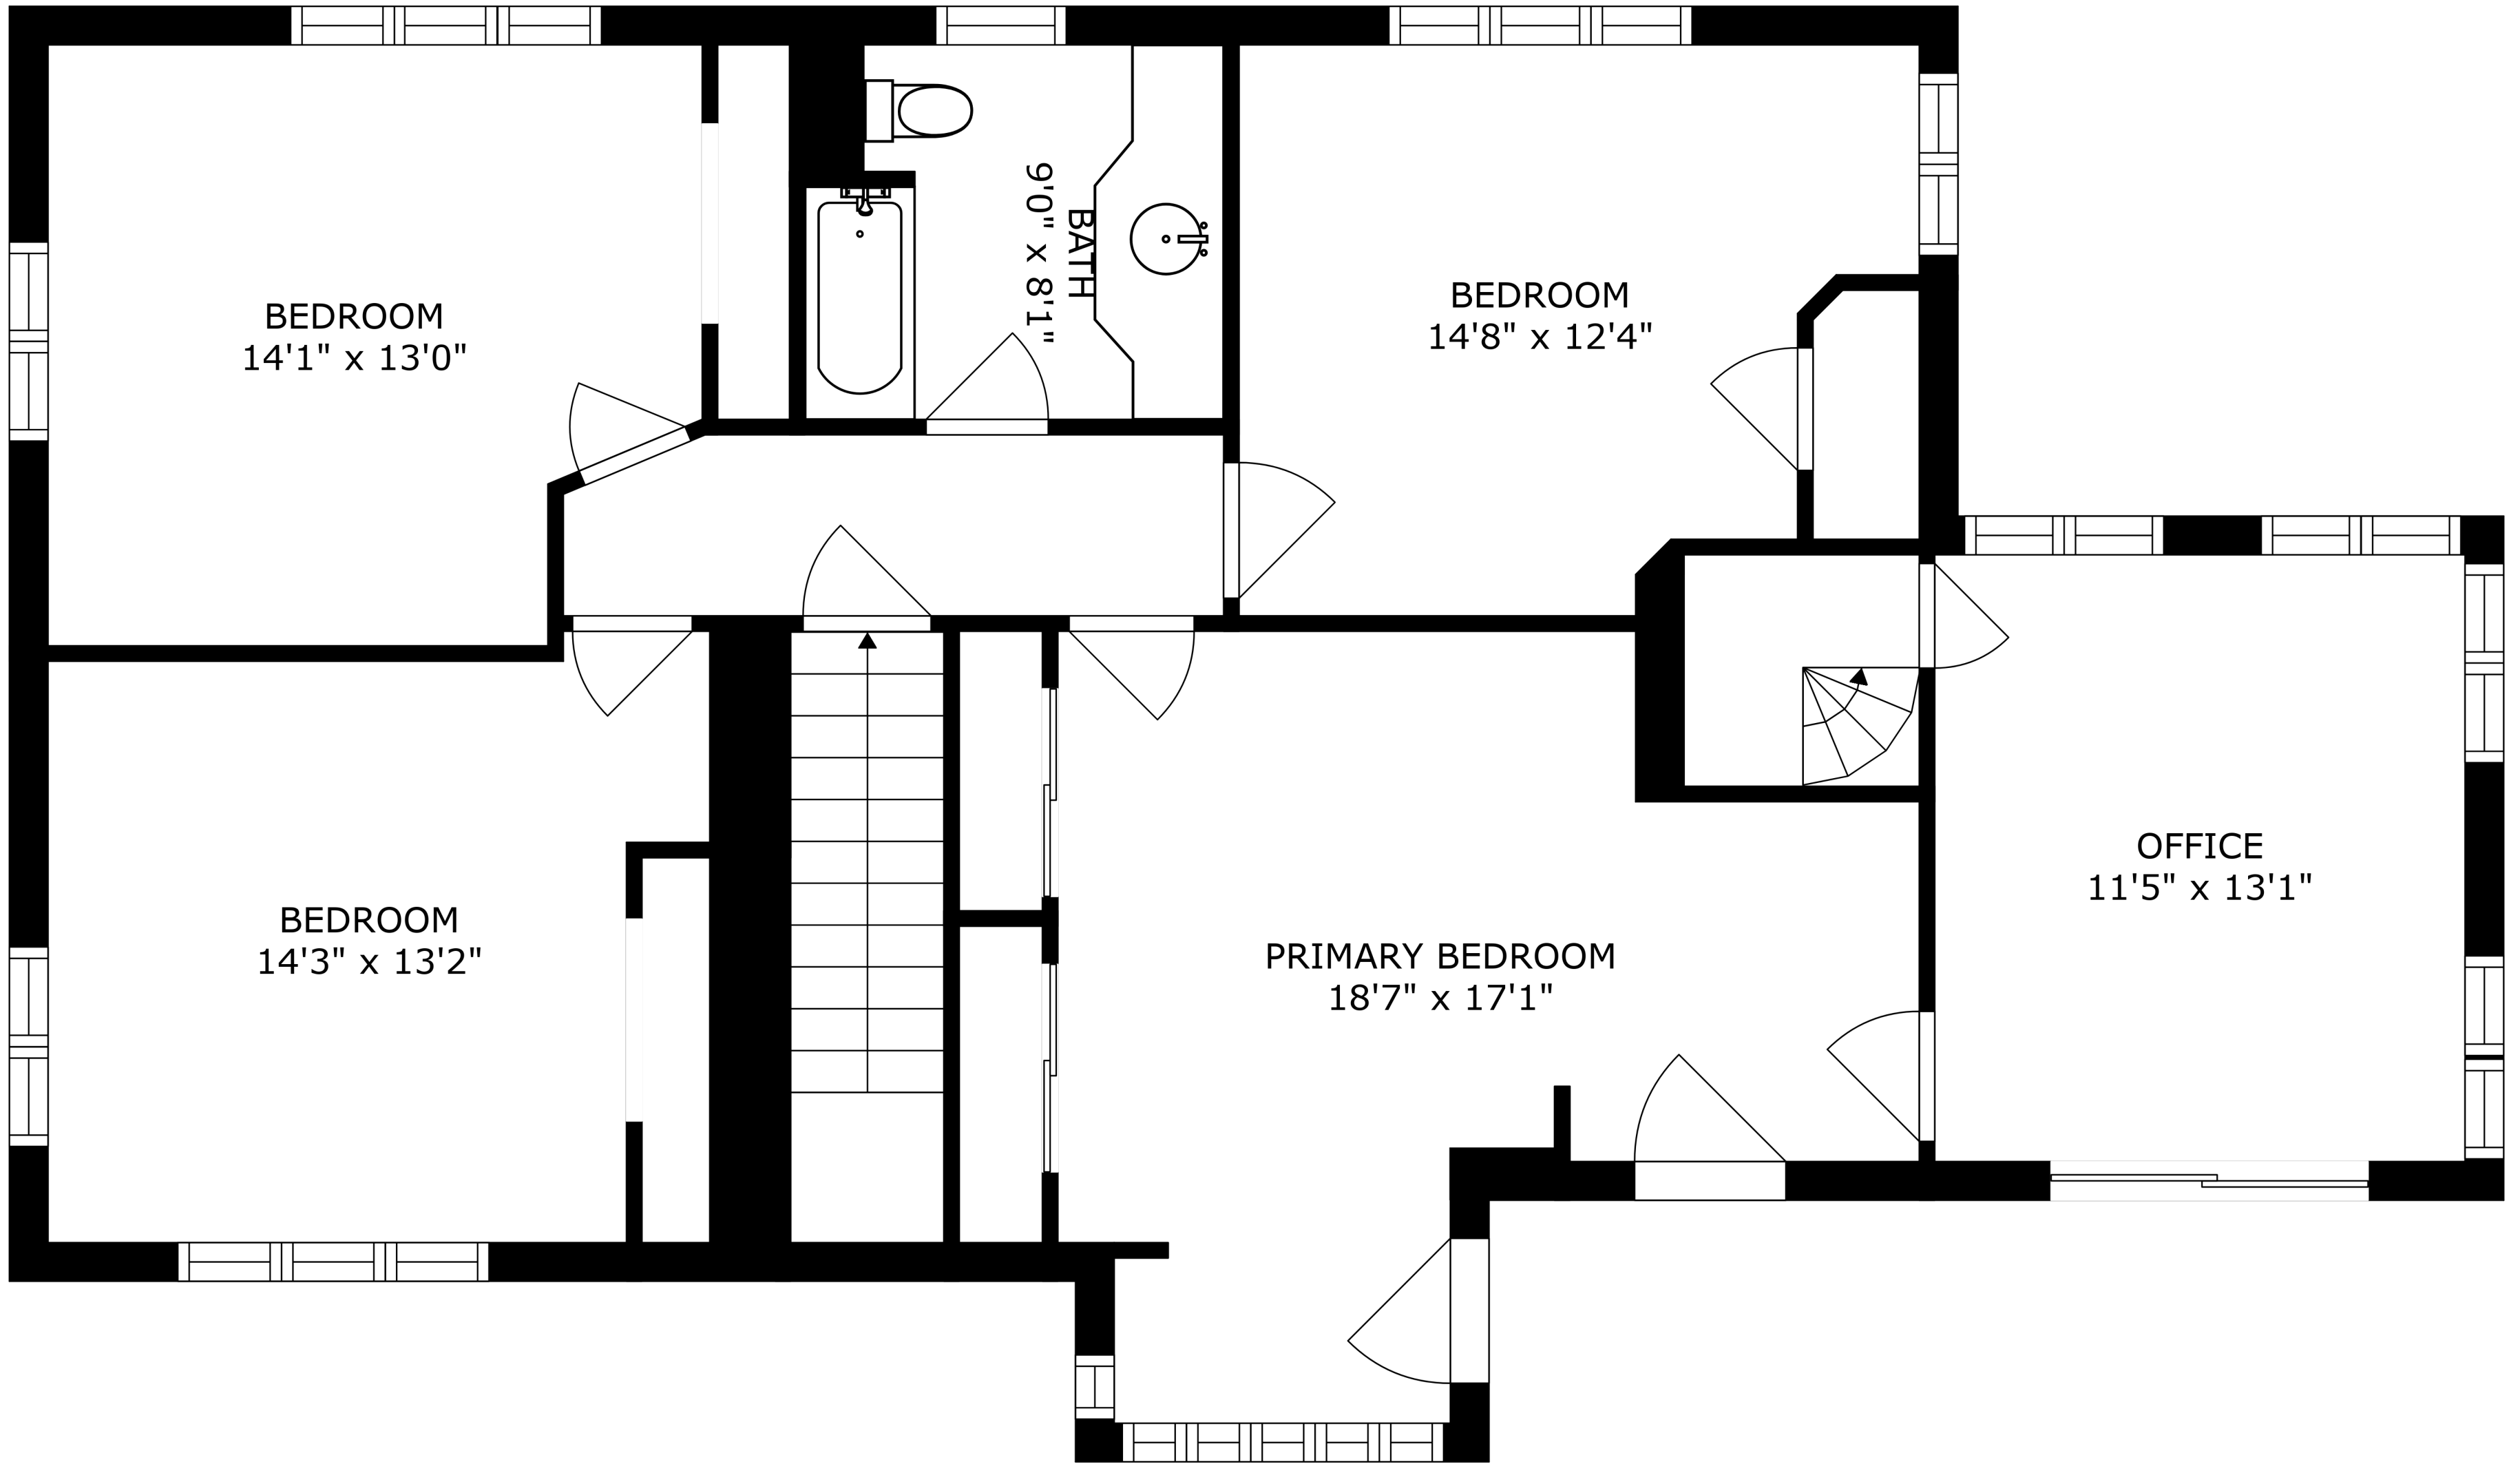 BEDROOM
14'1" x 13'0"
BATH
9'0" x 8'1"
BEDROOM
14'8" x 12'4"
BEDROOM
14'3" x 13'2"
PRIMARY BEDROOM
18'7" x 17'1"
OFFICE
11'5" x 13'1"